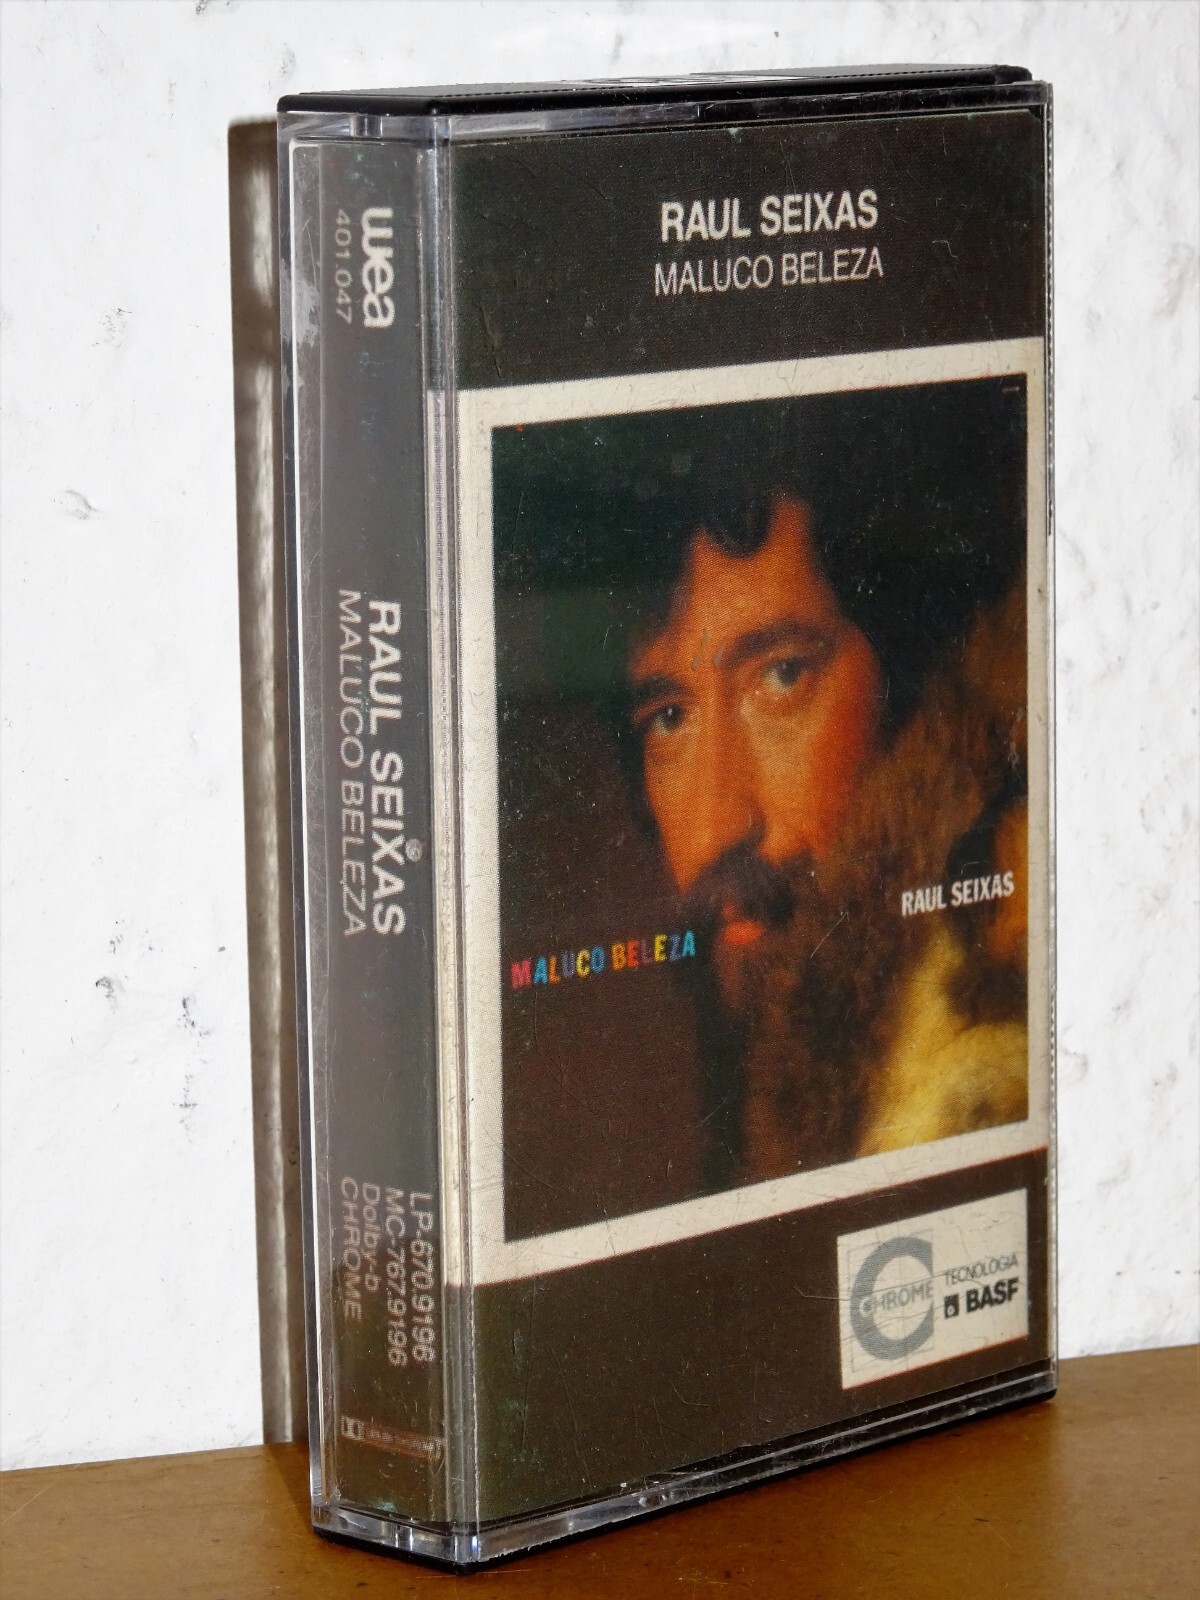 RAUL SEIXAS
MALUCO BELEZA
MALUCO BELEZA
RAUL SEIXAS
CHROME
TECNOLOGIA
BASF
wea
401.047
RAUL SEIXAS
MALUCO BELEZA
LP-670.9196
MC-767.9196
Dolby-b
CHROME